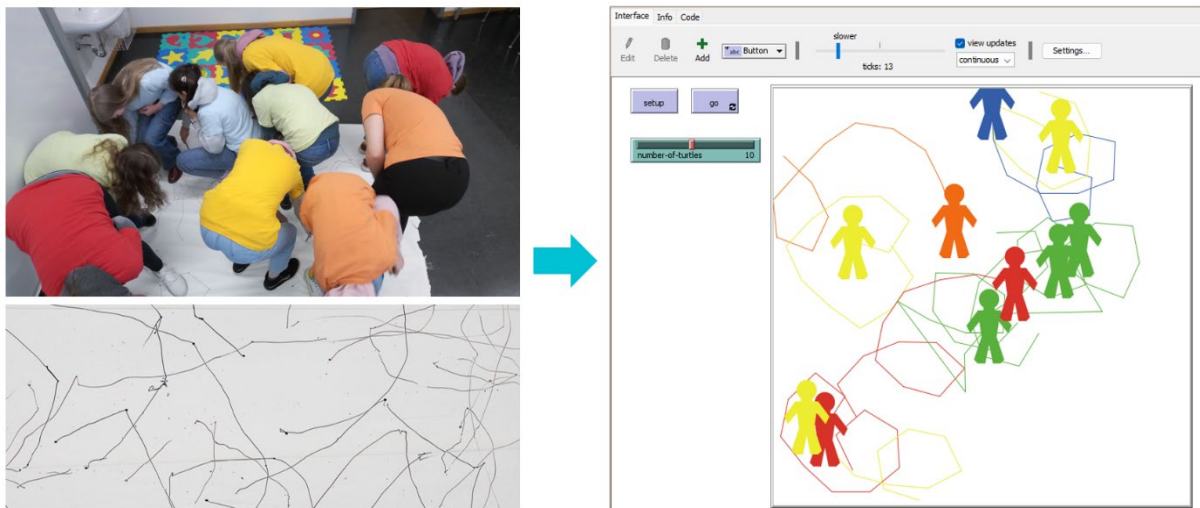 Interface Info Code
slower
Edit Delete Add
abc Button
ticks: 13
view updates
continuous
Settings...
setup go
number-of-turtles 10